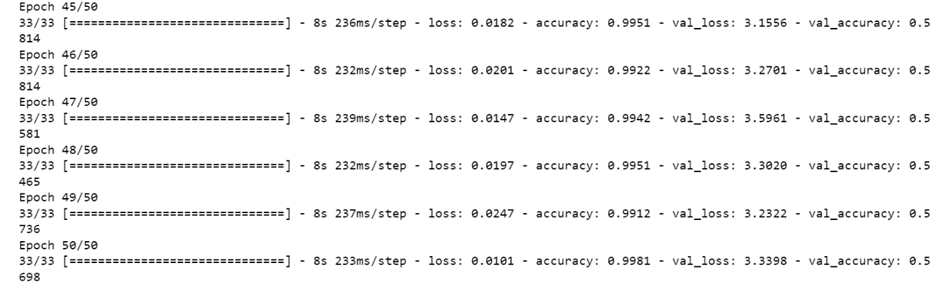 Epoch 45/50
33/33 [==============================] - 8s 236ms/step - loss: 0.0182 - accuracy: 0.9951 - val_loss: 3.1556 - val_accuracy: 0.5
814
Epoch 46/50
33/33 [==============================] - 8s 232ms/step - loss: 0.0201 - accuracy: 0.9922 - val_loss: 3.2701 - val_accuracy: 0.5
814
Epoch 47/50
33/33 [==============================] - 8s 239ms/step - loss: 0.0147 - accuracy: 0.9942 - val_loss: 3.5961 - val_accuracy: 0.5
581
Epoch 48/50
33/33 [==============================] - 8s 232ms/step - loss: 0.0197 - accuracy: 0.9951 - val_loss: 3.3020 - val_accuracy: 0.5
465
Epoch 49/50
33/33 [==============================] - 8s 237ms/step - loss: 0.0247 - accuracy: 0.9912 - val_loss: 3.2322 - val_accuracy: 0.5
736
Epoch 50/50
33/33 [==============================] - 8s 233ms/step - loss: 0.0101 - accuracy: 0.9981 - val_loss: 3.3398 - val_accuracy: 0.5
698